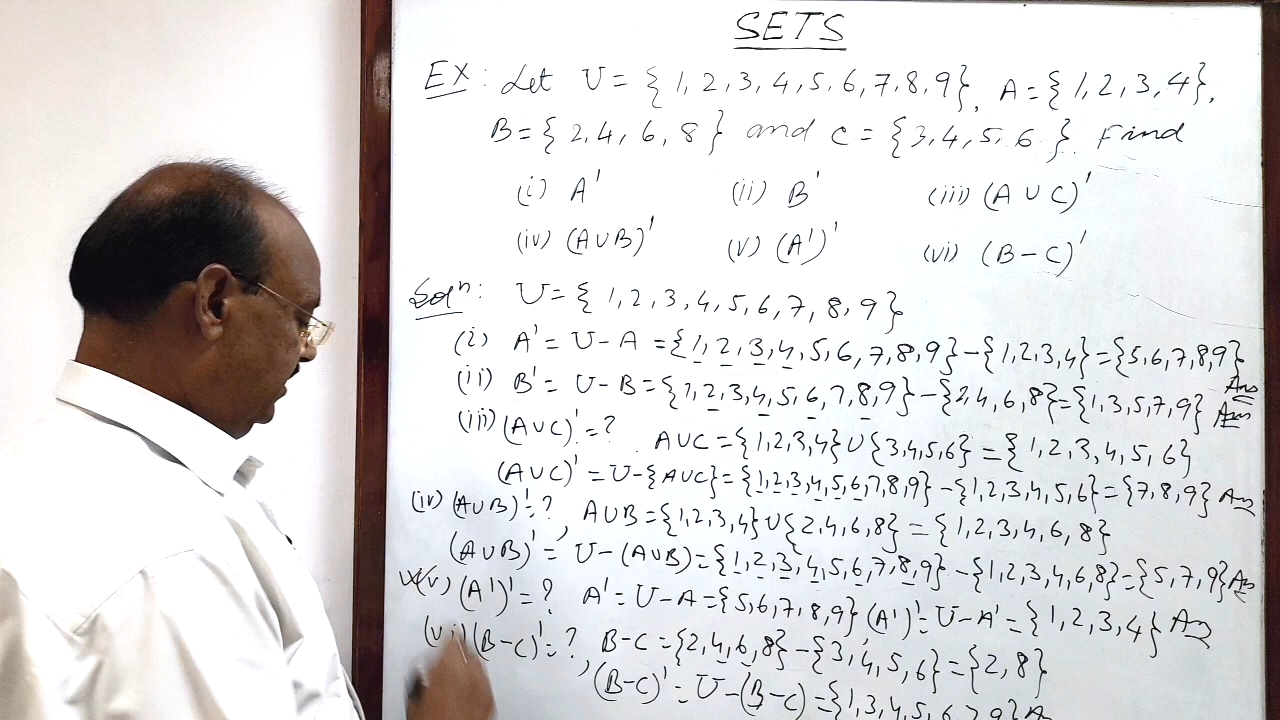 SETS
EX: Let U = {1, 2, 3, 4, 5, 6, 7, 8, 9}, A = {1, 2, 3, 4},
B = {2, 4, 6, 8} and C = {3, 4, 5, 6}. Find
(i) A' (ii) B' (iii) (A ∪ C)'
(iv) (A∪B)' (v) (A')' (vi) (B - C)'
Solⁿ: U = {1, 2, 3, 4, 5, 6, 7, 8, 9}
(i) A' = U - A = {1, 2, 3, 4, 5, 6, 7, 8, 9} - {1, 2, 3, 4} = {5, 6, 7, 8, 9} Ans
(ii) B' = U - B = {1, 2, 3, 4, 5, 6, 7, 8, 9} - {2, 4, 6, 8} = {1, 3, 5, 7, 9} Ans
(iii) (A∪C)' = ? A∪C = {1, 2, 3, 4} ∪ {3, 4, 5, 6} = {1, 2, 3, 4, 5, 6}
(A∪C)' = U - {A∪C} = {1, 2, 3, 4, 5, 6, 7, 8, 9} - {1, 2, 3, 4, 5, 6} = {7, 8, 9} Ans
(iv) (A∪B)' = ?, A∪B = {1, 2, 3, 4} ∪ {2, 4, 6, 8} = {1, 2, 3, 4, 6, 8}
(A∪B)' = U - (A∪B) = {1, 2, 3, 4, 5, 6, 7, 8, 9} - {1, 2, 3, 4, 6, 8} = {5, 7, 9} Ans
(v) (A')' = ? A' = U - A = {5, 6, 7, 8, 9}, (A')' = U - A' = {1, 2, 3, 4} Ans
(vi) (B-C)' = ?, B - C = {2, 4, 6, 8} - {3, 4, 5, 6} = {2, 8}
(B-C)' = U - (B-C) = {1, 3, 4, 5, 6, 7, 9}